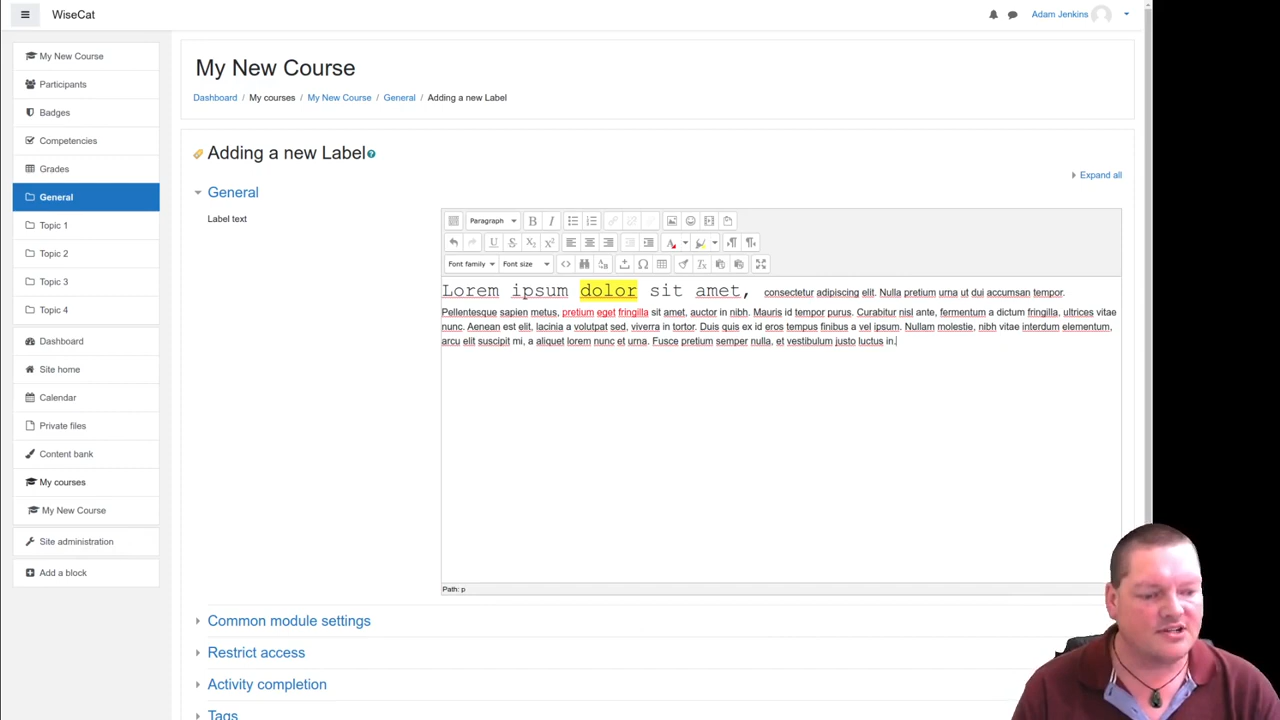 WiseCat
Adam Jenkins
My New Course
Participants
Badges
Competencies
Grades
General
Topic 1
Topic 2
Topic 3
Topic 4
Dashboard
Site home
Calendar
Private files
Content bank
My courses
My New Course
Site administration
Add a block
My New Course
Dashboard / My courses / My New Course / General / Adding a new Label
Adding a new Label
Expand all
General
Label text
Paragraph B I
U S X₂ X² A
Font family Font size
Lorem ipsum dolor sit amet, consectetur adipiscing elit. Nulla pretium urna ut dui accumsan tempor.
Pellentesque sapien metus, pretium eget fringilla sit amet, auctor in nibh. Mauris id tempor purus. Curabitur nisl ante, fermentum a dictum fringilla, ultrices vitae
nunc. Aenean est elit, lacinia a volutpat sed, viverra in tortor. Duis quis ex id eros tempus finibus a vel ipsum. Nullam molestie, nibh vitae interdum elementum,
arcu elit suscipit mi, a aliquet lorem nunc et urna. Fusce pretium semper nulla, et vestibulum justo luctus in.
Path: p
Common module settings
Restrict access
Activity completion
Tags